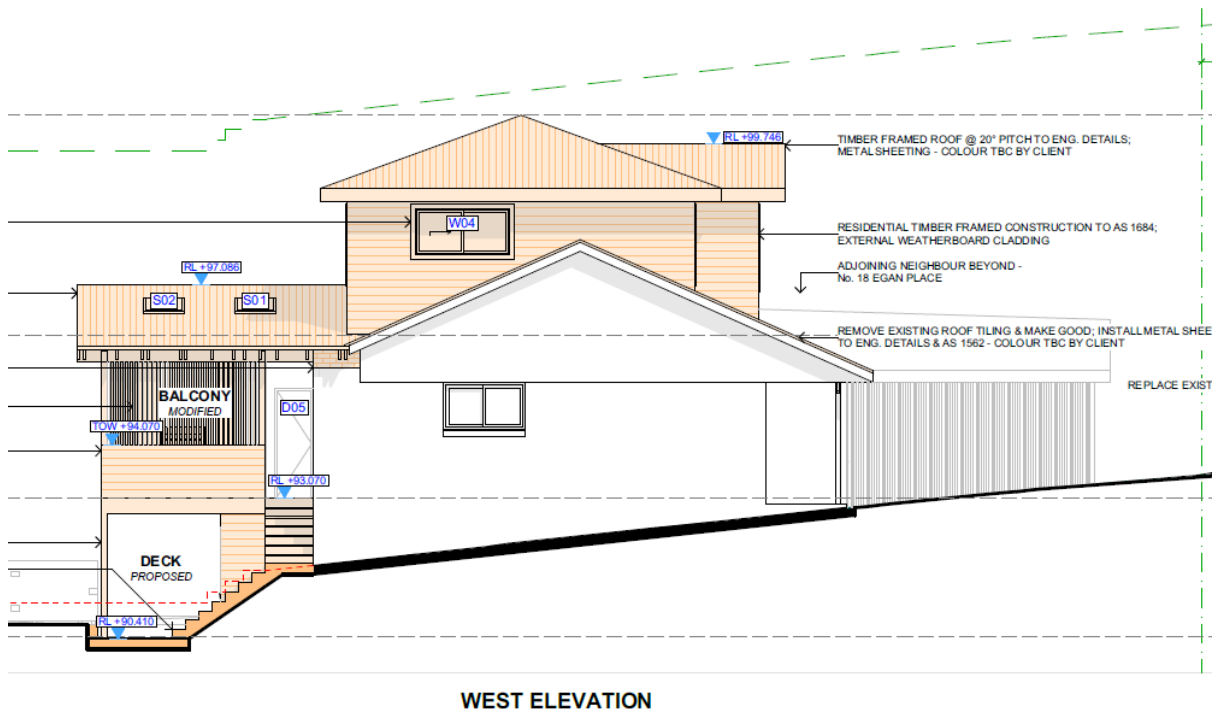 RL +99.746
TIMBER FRAMED ROOF @ 20° PITCH TO ENG. DETAILS;
METAL SHEETING - COLOUR TBC BY CLIENT
W04
RESIDENTIAL TIMBER FRAMED CONSTRUCTION TO AS 1684;
EXTERNAL WEATHERBOARD CLADDING
RL +97.086
ADJOINING NEIGHBOUR BEYOND -
No. 18 EGAN PLACE
S02
S01
REMOVE EXISTING ROOF TILING & MAKE GOOD; INSTALL METAL SHEE
TO ENG. DETAILS & AS 1562 - COLOUR TBC BY CLIENT
REPLACE EXIST
BALCONY
MODIFIED
D05
TOW +94.070
RL +93.070
DECK
PROPOSED
RL +90.410
WEST ELEVATION